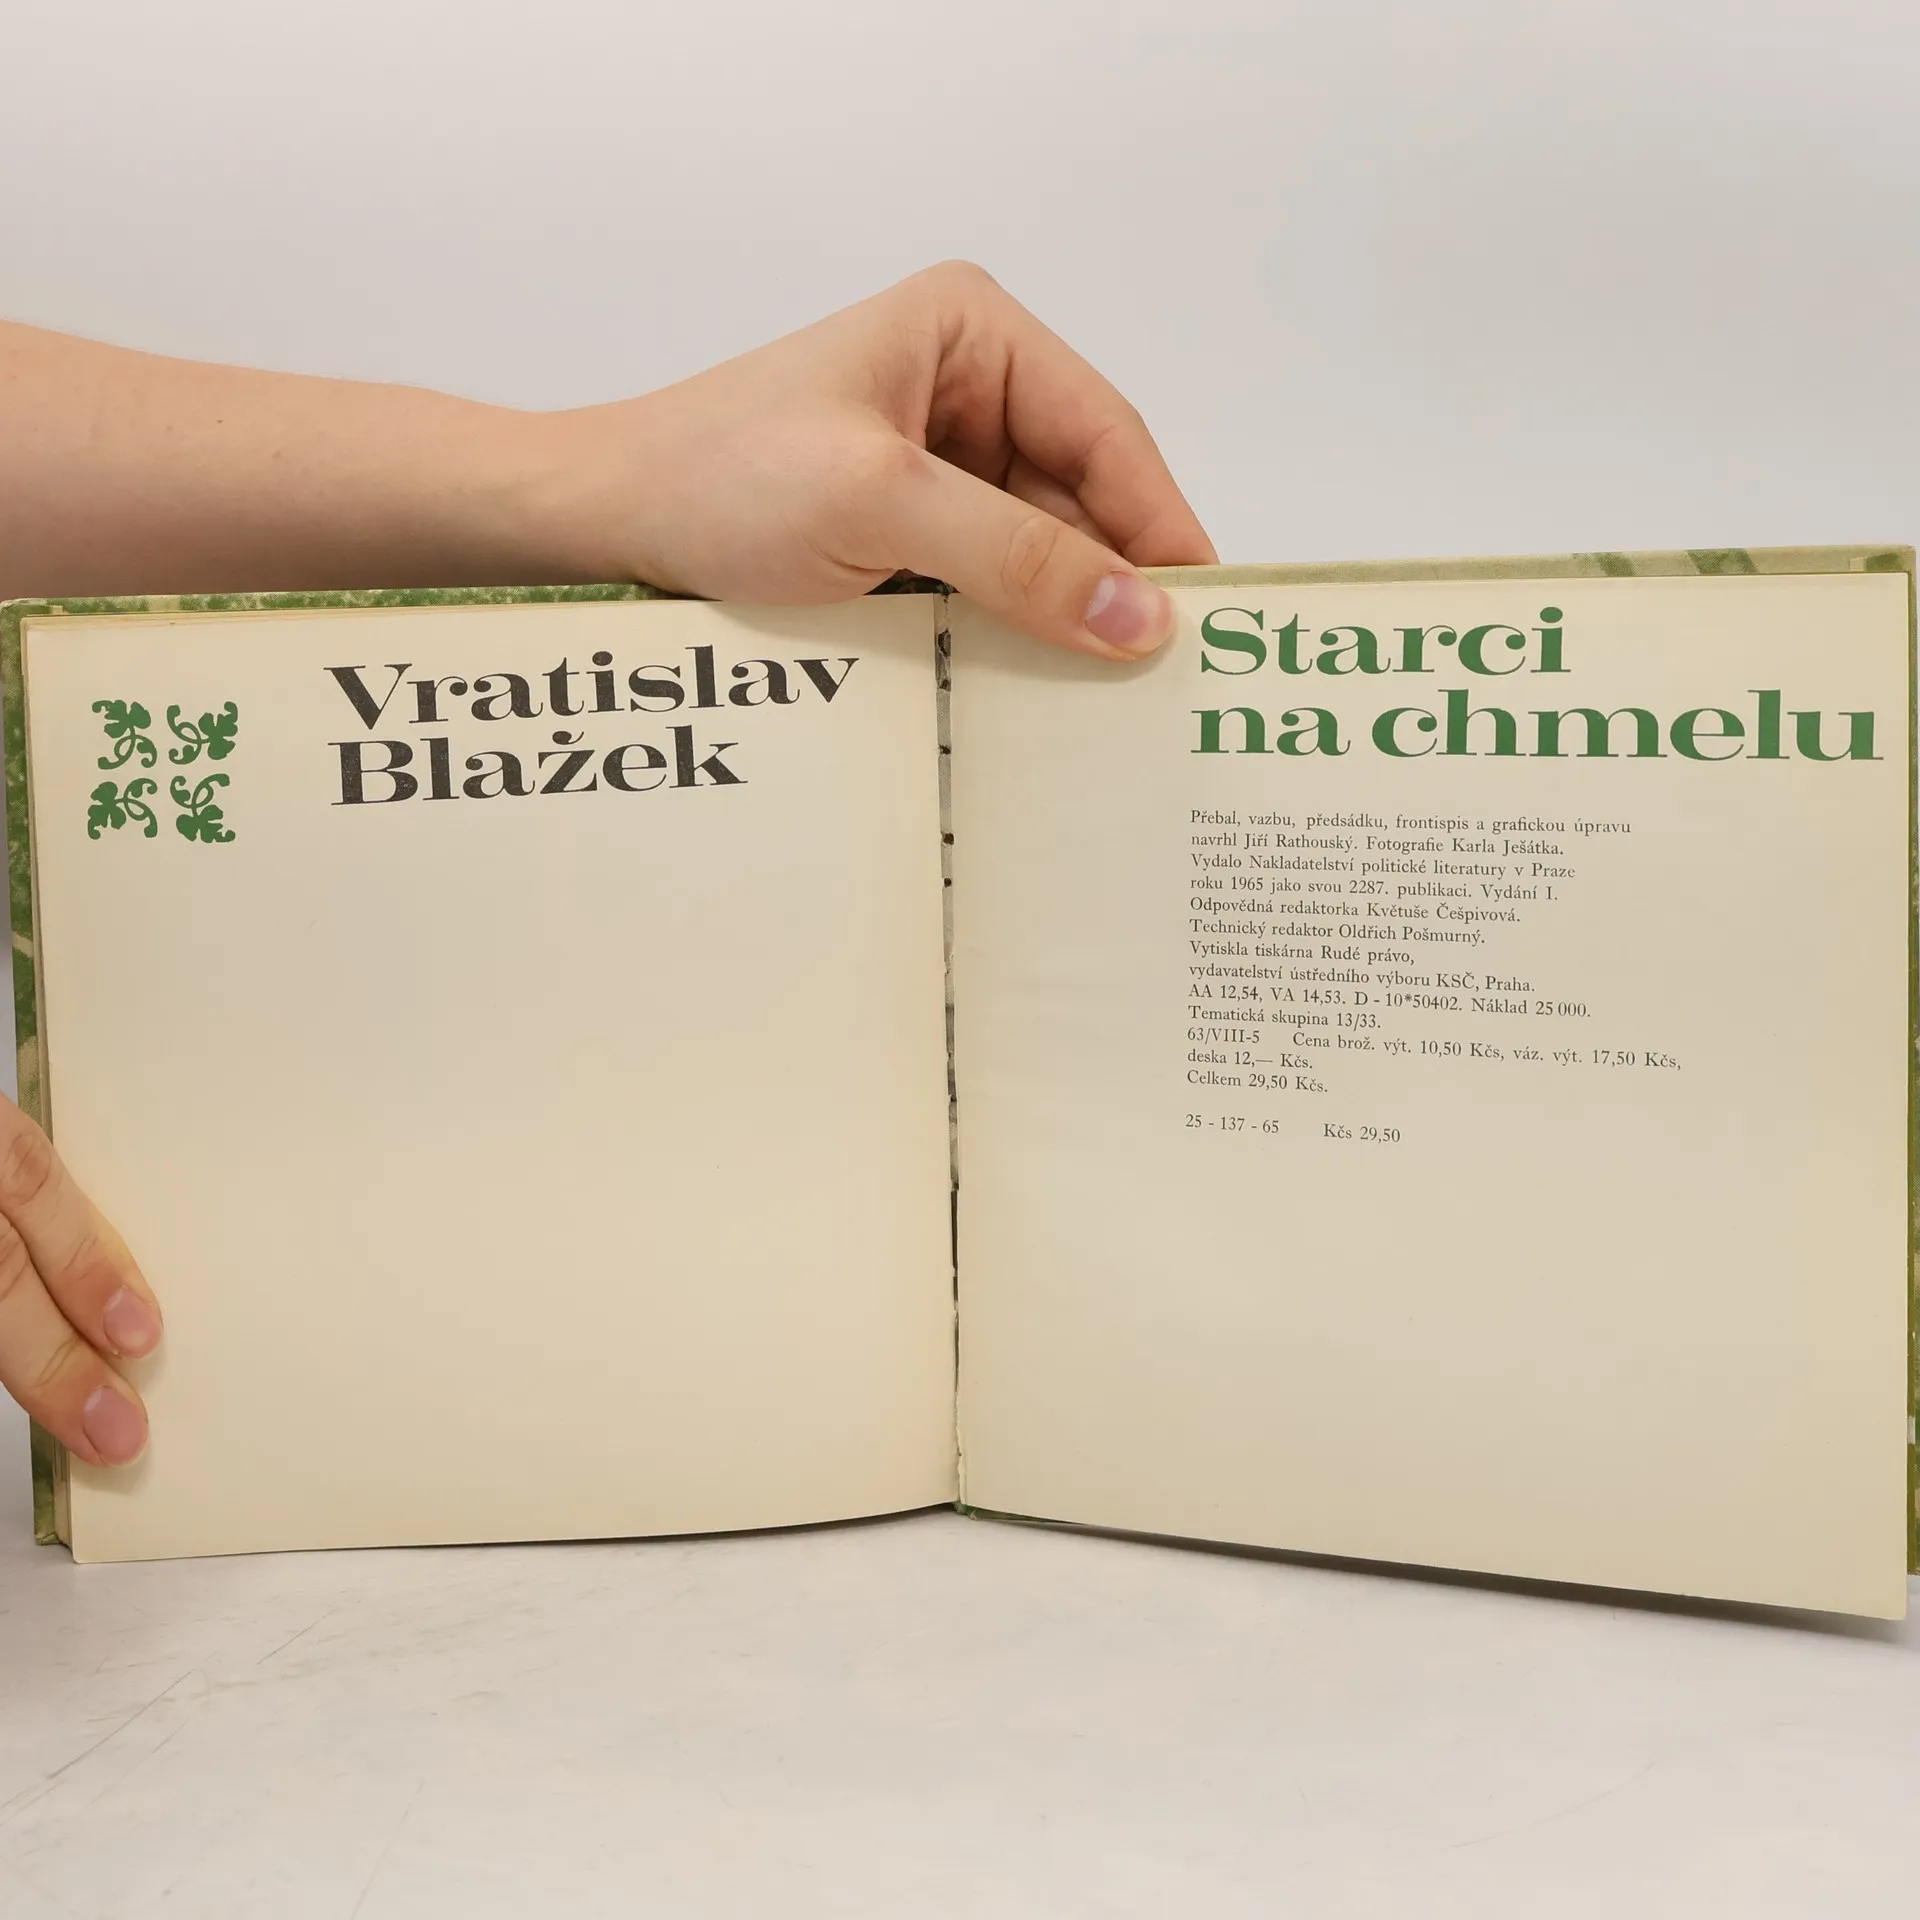 Vratislav
Blažek
Starci
na chmelu
Přebal, vazbu, předsádku, frontispis a grafickou úpravu
navrhl Jiří Rathouský. Fotografie Karla Ješátka.
Vydalo Nakladatelství politické literatury v Praze
roku 1965 jako svou 2287. publikaci. Vydání I.
Odpovědná redaktorka Květuše Češpivová.
Technický redaktor Oldřich Pošmurný.
Vytiskla tiskárna Rudé právo,
vydavatelství ústředního výboru KSČ, Praha.
AA 12,54, VA 14,53. D - 10*50402. Náklad 25 000.
Tematická skupina 13/33.
63/VIII-5 Cena brož. výt. 10,50 Kčs, váz. výt. 17,50 Kčs,
deska 12,— Kčs.
Celkem 29,50 Kčs.
25 - 137 - 65 Kčs 29,50